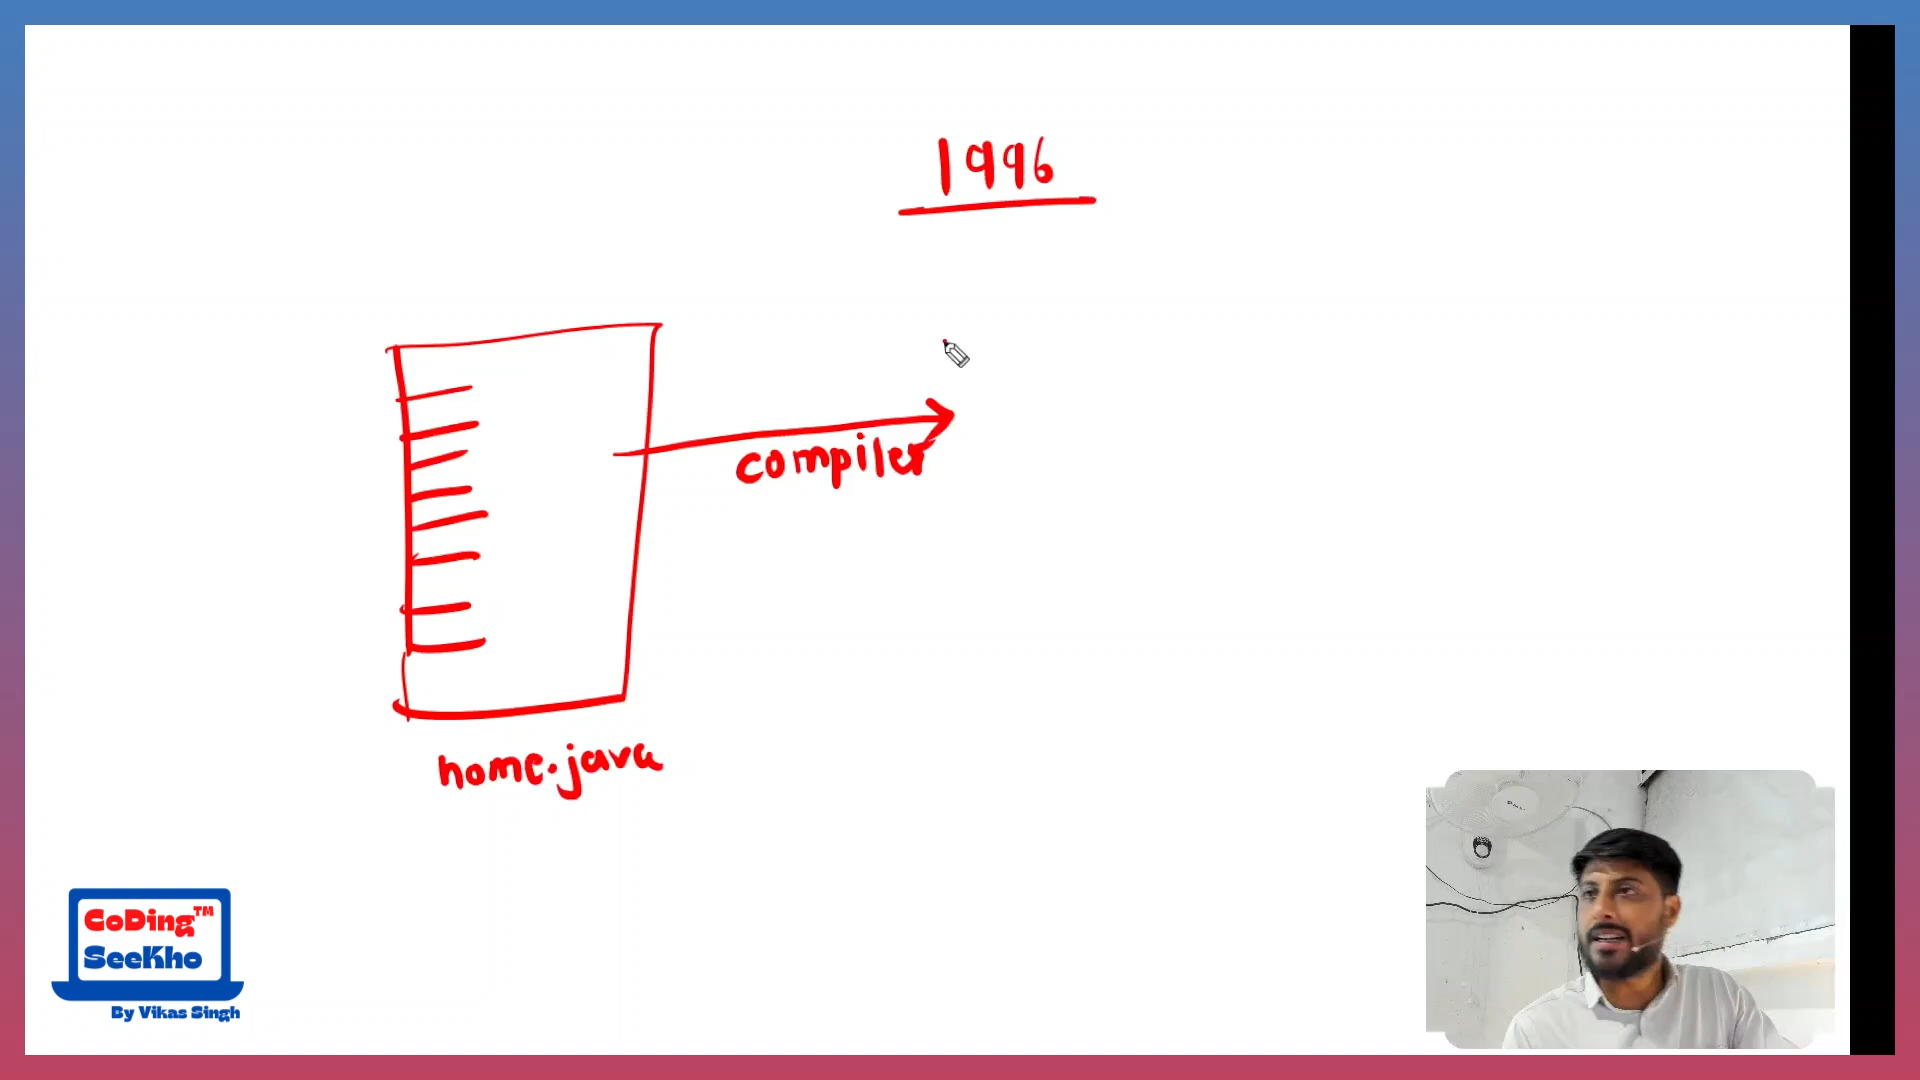 1996
compiler
home.java
CoDing™
SeeKho
By Vikas Singh